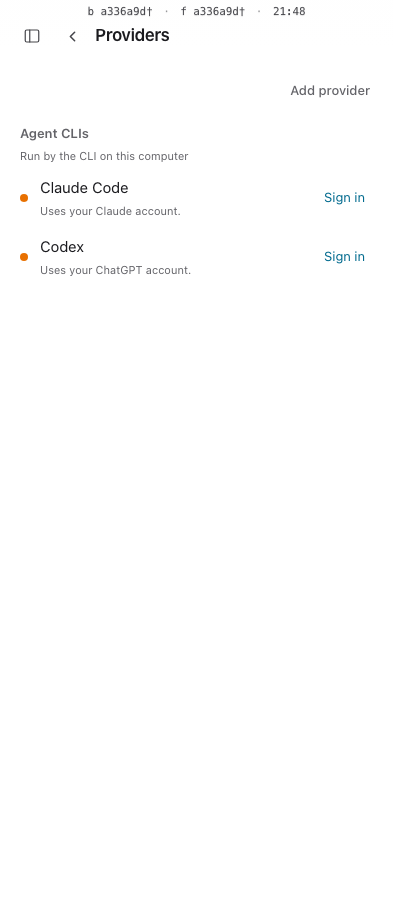 b a336a9d† · f a336a9d† · 21:48
Providers
Add provider
Agent CLIs
Run by the CLI on this computer
Claude Code
Sign in
Uses your Claude account.
Codex
Sign in
Uses your ChatGPT account.